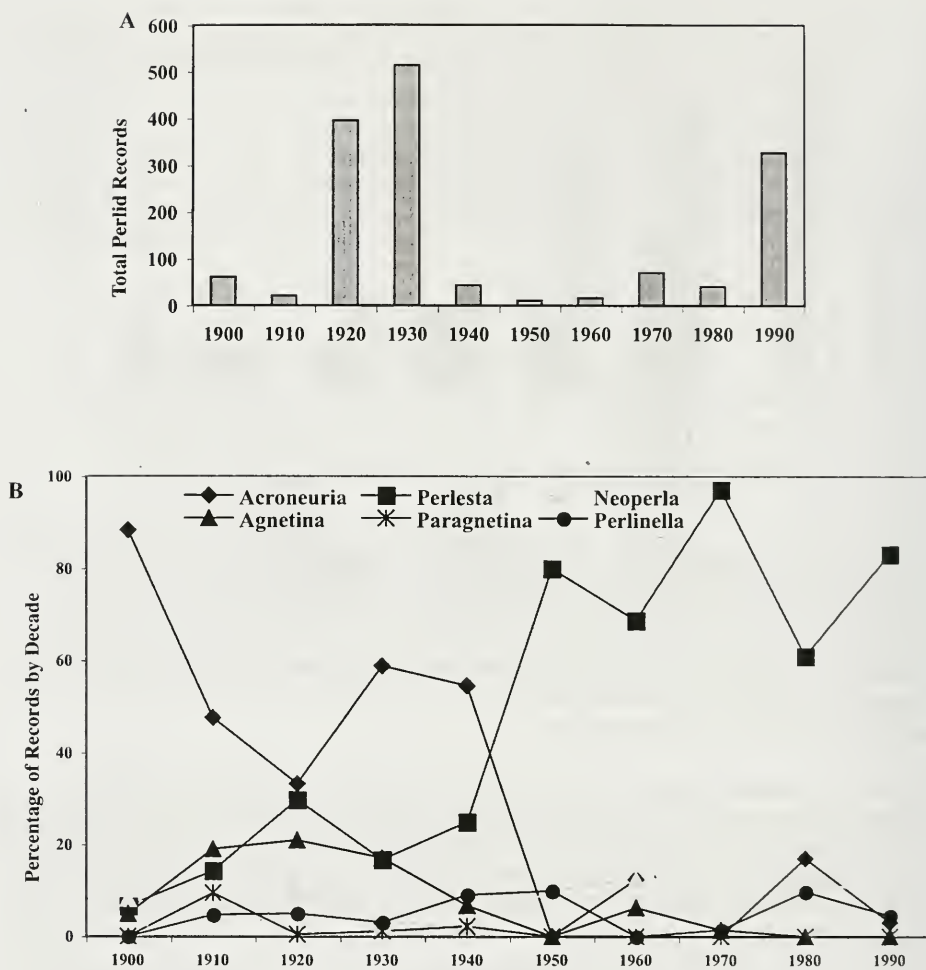 A
Total Perlid Records
600
500
400
300
200
100
0
1900 1910 1920 1930 1940 1950 1960 1970 1980 1990
B
Percentage of Records by Decade
100
80
60
40
20
0
Acroneuria Perlesta Neoperla
Agnetina Paragnetina Perlinella
1900 1910 1920 1930 1940 1950 1960 1970 1980 1990